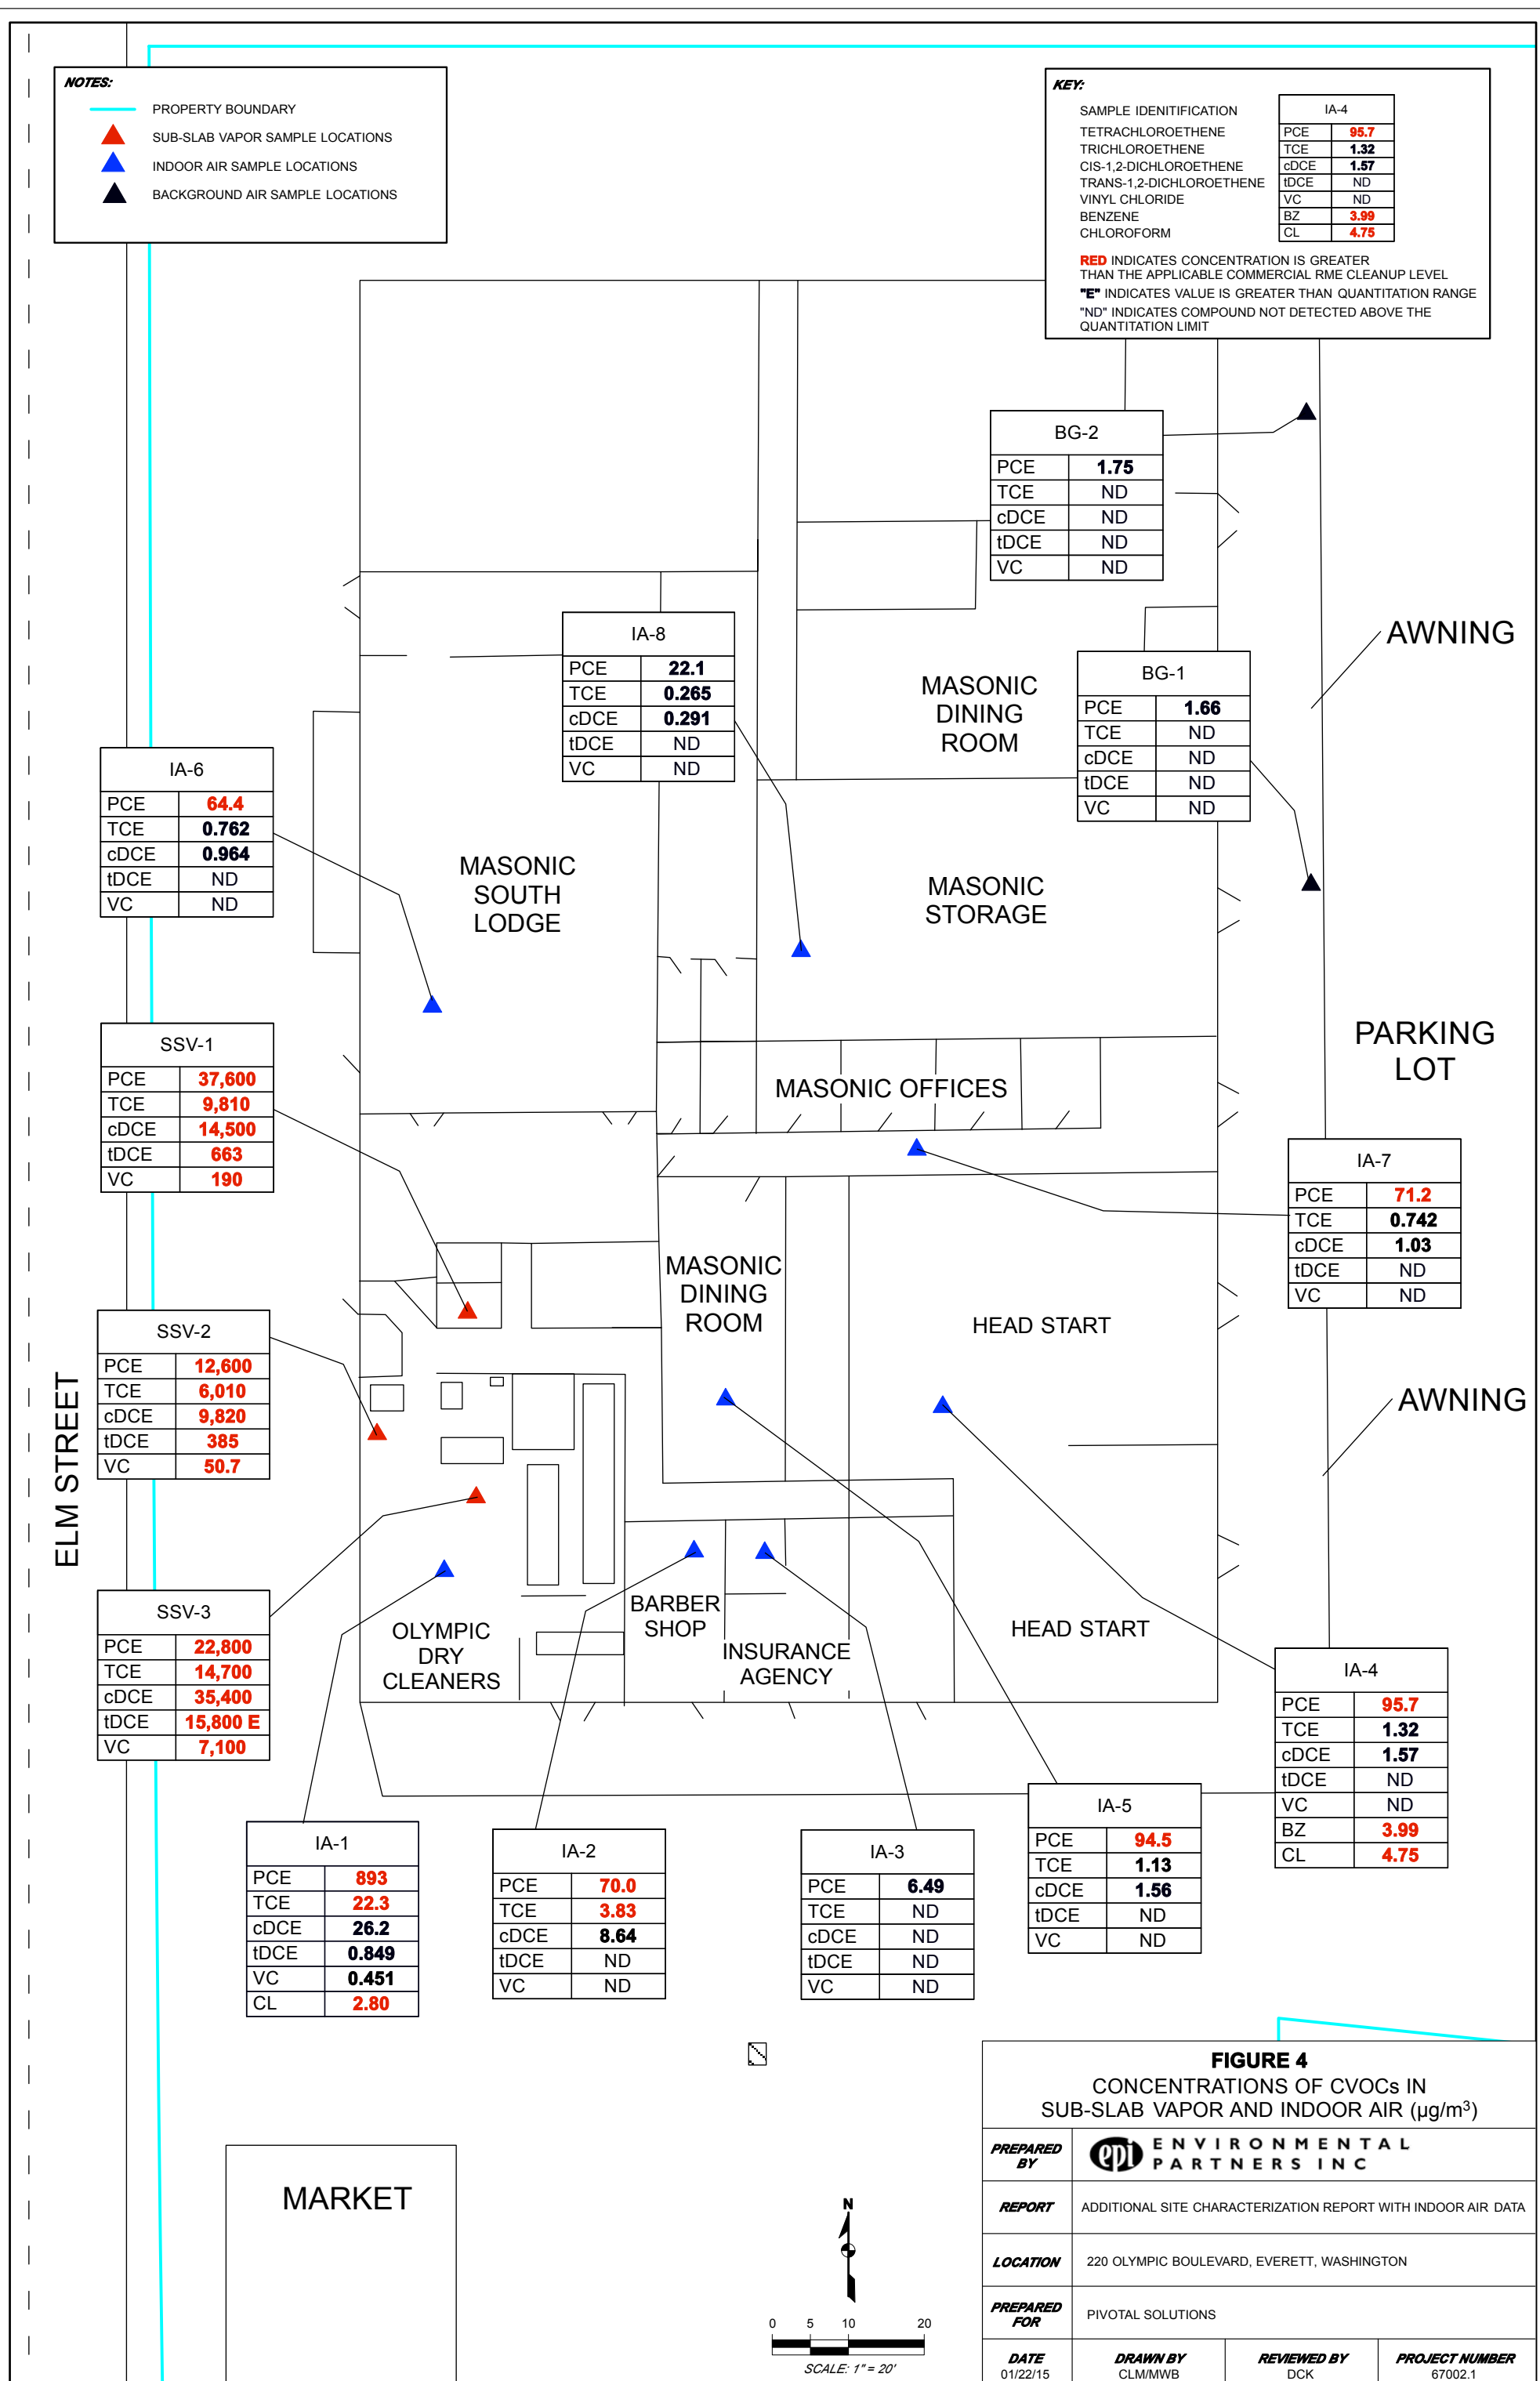 NOTES:
PROPERTY BOUNDARY
SUB-SLAB VAPOR SAMPLE LOCATIONS
INDOOR AIR SAMPLE LOCATIONS
BACKGROUND AIR SAMPLE LOCATIONS
KEY:
SAMPLE IDENITIFICATION IA-4
TETRACHLOROETHENE PCE 95.7
TRICHLOROETHENE TCE 1.32
CIS-1,2-DICHLOROETHENE cDCE 1.57
TRANS-1,2-DICHLOROETHENE tDCE ND
VINYL CHLORIDE VC ND
BENZENE BZ 3.99
CHLOROFORM CL 4.75
RED INDICATES CONCENTRATION IS GREATER
THAN THE APPLICABLE COMMERCIAL RME CLEANUP LEVEL
"E" INDICATES VALUE IS GREATER THAN QUANTITATION RANGE
"ND" INDICATES COMPOUND NOT DETECTED ABOVE THE
QUANTITATION LIMIT
BG-2
PCE 1.75
TCE ND
cDCE ND
tDCE ND
VC ND
AWNING
IA-8
PCE 22.1
TCE 0.265
cDCE 0.291
tDCE ND
VC ND
MASONIC
DINING
ROOM
BG-1
PCE 1.66
TCE ND
cDCE ND
tDCE ND
VC ND
IA-6
PCE 64.4
TCE 0.762
cDCE 0.964
tDCE ND
VC ND
MASONIC
SOUTH
LODGE
MASONIC
STORAGE
PARKING
LOT
SSV-1
PCE 37,600
TCE 9,810
cDCE 14,500
tDCE 663
VC 190
MASONIC OFFICES
IA-7
PCE 71.2
TCE 0.742
cDCE 1.03
tDCE ND
VC ND
MASONIC
DINING
ROOM
HEAD START
SSV-2
PCE 12,600
TCE 6,010
cDCE 9,820
tDCE 385
VC 50.7
ELM STREET
AWNING
SSV-3
PCE 22,800
TCE 14,700
cDCE 35,400
tDCE 15,800 E
VC 7,100
OLYMPIC
DRY
CLEANERS
BARBER
SHOP
INSURANCE
AGENCY
HEAD START
IA-4
PCE 95.7
TCE 1.32
cDCE 1.57
tDCE ND
VC ND
BZ 3.99
CL 4.75
IA-1
PCE 893
TCE 22.3
cDCE 26.2
tDCE 0.849
VC 0.451
CL 2.80
IA-2
PCE 70.0
TCE 3.83
cDCE 8.64
tDCE ND
VC ND
IA-3
PCE 6.49
TCE ND
cDCE ND
tDCE ND
VC ND
IA-5
PCE 94.5
TCE 1.13
cDCE 1.56
tDCE ND
VC ND
MARKET
N
0 5 10 20
SCALE: 1" = 20'
FIGURE 4
CONCENTRATIONS OF CVOCs IN
SUB-SLAB VAPOR AND INDOOR AIR (µg/m³)
PREPARED
BY
epi ENVIRONMENTAL
PARTNERS INC
REPORT ADDITIONAL SITE CHARACTERIZATION REPORT WITH INDOOR AIR DATA
LOCATION 220 OLYMPIC BOULEVARD, EVERETT, WASHINGTON
PREPARED
FOR
PIVOTAL SOLUTIONS
DATE DRAWN BY REVIEWED BY PROJECT NUMBER
01/22/15 CLM/MWB DCK 67002.1